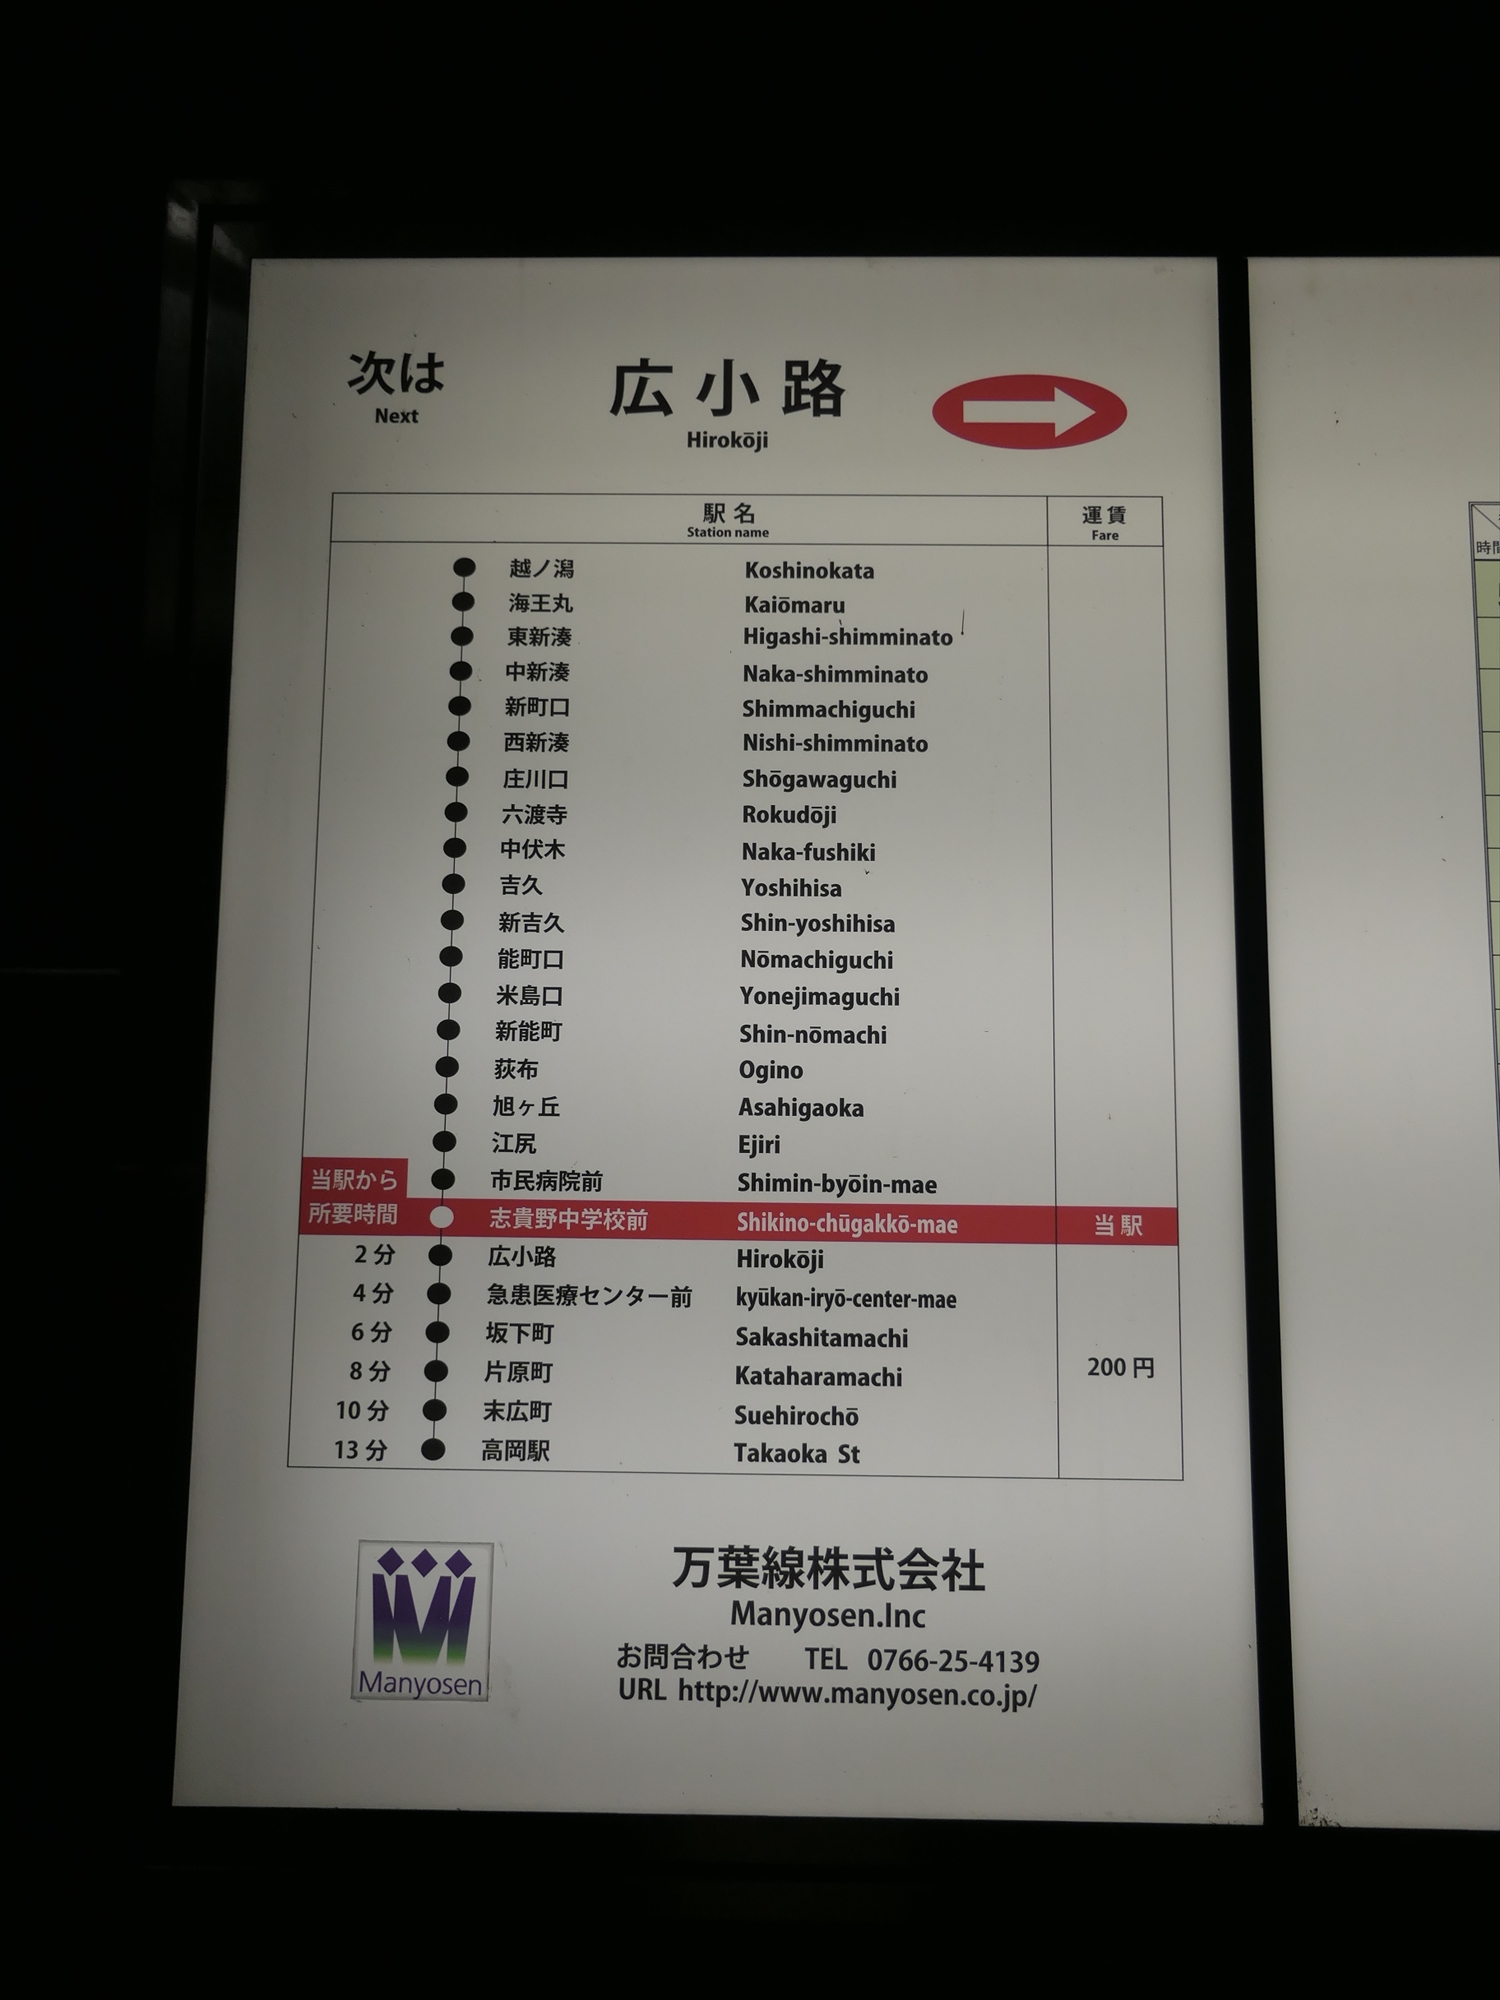 次は 広小路
Next Hirokōji
駅名 運賃
Station name Fare
越ノ潟 Koshinokata
海王丸 Kaiōmaru
東新湊 Higashi-shimminato
中新湊 Naka-shimminato
新町口 Shimmachiguchi
西新湊 Nishi-shimminato
庄川口 Shōgawaguchi
六渡寺 Rokudōji
中伏木 Naka-fushiki
吉久 Yoshihisa
新吉久 Shin-yoshihisa
能町口 Nōmachiguchi
米島口 Yonejimaguchi
新能町 Shin-nōmachi
荻布 Ogino
旭ヶ丘 Asahigaoka
江尻 Ejiri
当駅から 市民病院前 Shimin-byōin-mae
所要時間 志貴野中学校前 Shikino-chūgakkō-mae 当駅
2分 広小路 Hirokōji
4分 急患医療センター前 kyūkan-iryō-center-mae
6分 坂下町 Sakashitamachi
8分 片原町 Kataharamachi 200円
10分 末広町 Suehirochō
13分 高岡駅 Takaoka St
万葉線株式会社
Manyosen.Inc
お問合わせ TEL 0766-25-4139
URL http://www.manyosen.co.jp/
Manyosen